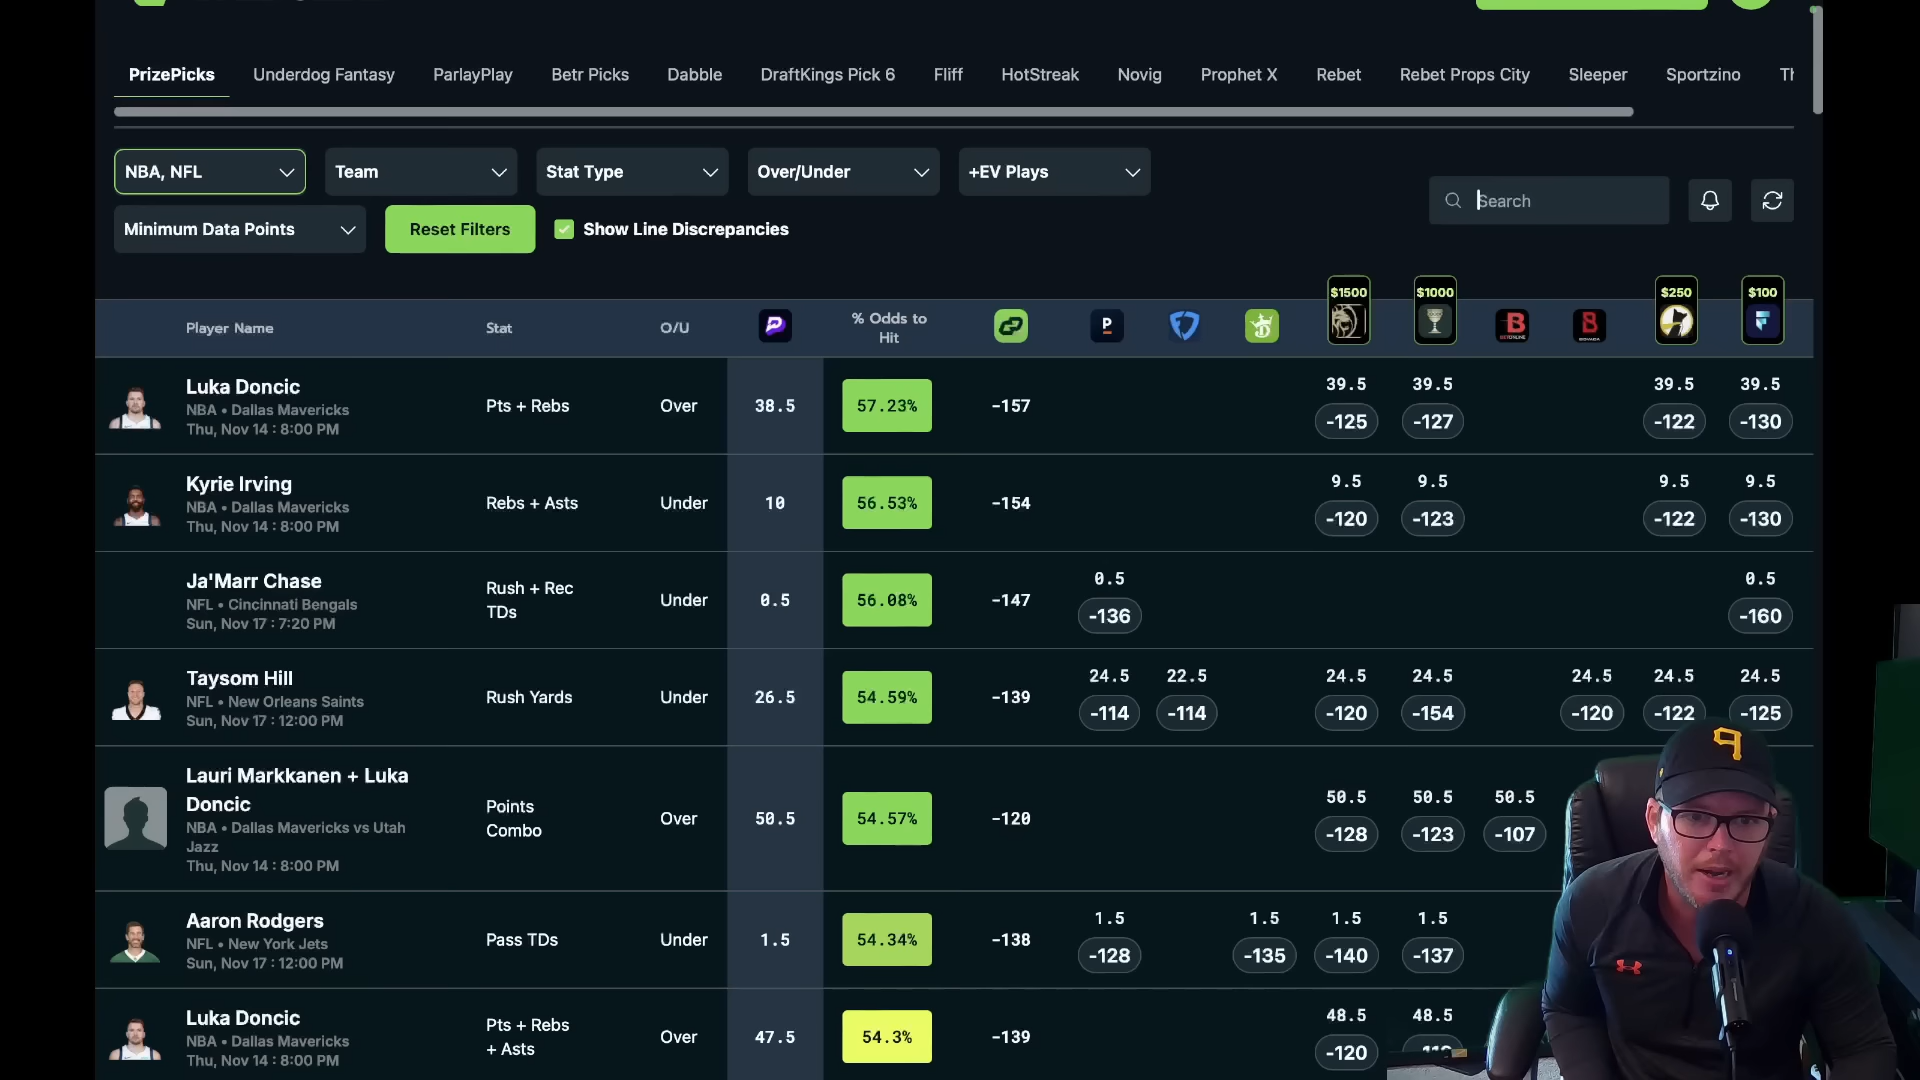 PrizePicks Underdog Fantasy ParlayPlay Betr Picks Dabble DraftKings Pick 6 Fliff HotStreak Novig Prophet X Rebet Rebet Props City Sleeper Sportzino
NBA, NFL Team Stat Type Over/Under +EV Plays
Search
Minimum Data Points Reset Filters Show Line Discrepancies
$1500 $1000 $250 $100
Player Name Stat O/U % Odds to
Hit
Luka Doncic
NBA • Dallas Mavericks
Thu, Nov 14 : 8:00 PM
Pts + Rebs Over 38.5 57.23% -157
39.5 39.5 39.5 39.5
-125 -127 -122 -130
Kyrie Irving
NBA • Dallas Mavericks
Thu, Nov 14 : 8:00 PM
Rebs + Asts Under 10 56.53% -154
9.5 9.5 9.5 9.5
-120 -123 -122 -130
Ja'Marr Chase
NFL • Cincinnati Bengals
Sun, Nov 17 : 7:20 PM
Rush + Rec
TDs
Under 0.5 56.08% -147
0.5 0.5
-136 -160
Taysom Hill
NFL • New Orleans Saints
Sun, Nov 17 : 12:00 PM
Rush Yards Under 26.5 54.59% -139
24.5 22.5 24.5 24.5 24.5 24.5 24.5
-114 -114 -120 -154 -120 -122 -125
Lauri Markkanen + Luka
Doncic
NBA • Dallas Mavericks vs Utah
Jazz
Thu, Nov 14 : 8:00 PM
Points
Combo
Over 50.5 54.57% -120
50.5 50.5 50.5
-128 -123 -107
Aaron Rodgers
NFL • New York Jets
Sun, Nov 17 : 12:00 PM
Pass TDs Under 1.5 54.34% -138
1.5 1.5 1.5 1.5
-128 -135 -140 -137
Luka Doncic
NBA • Dallas Mavericks
Thu, Nov 14 : 8:00 PM
Pts + Rebs
+ Asts
Over 47.5 54.3% -139
48.5 48.5
-120